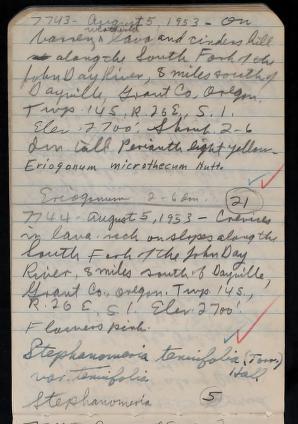 7743 - August 5, 1953 - On
barren weathered lava and cinders hill
along the South Fork of the
John Day River, 8 miles south of
Dayville, Grant Co. Oregon.
Twp. 14S, R. 26E, S. 1.
Elev. 2700'. Shrub 2-6
dm tall. Perianth light yellow
Eriogonum microthecum Nutt.
Eriogonum 2-6 dm. 21
7744 - August 5, 1953 - Crevices
in lava rock on slopes along the
South Fork of the John Day
River, 8 miles south of Dayville,
Grant Co. Oregon. Twp. 14S.,
R. 26 E, S 1. Elev. 2700'
Flowers pink.
Stephanomeria tenuifolia (Torr.)
Hall
var. tenuifolia
Stephanomeria 5